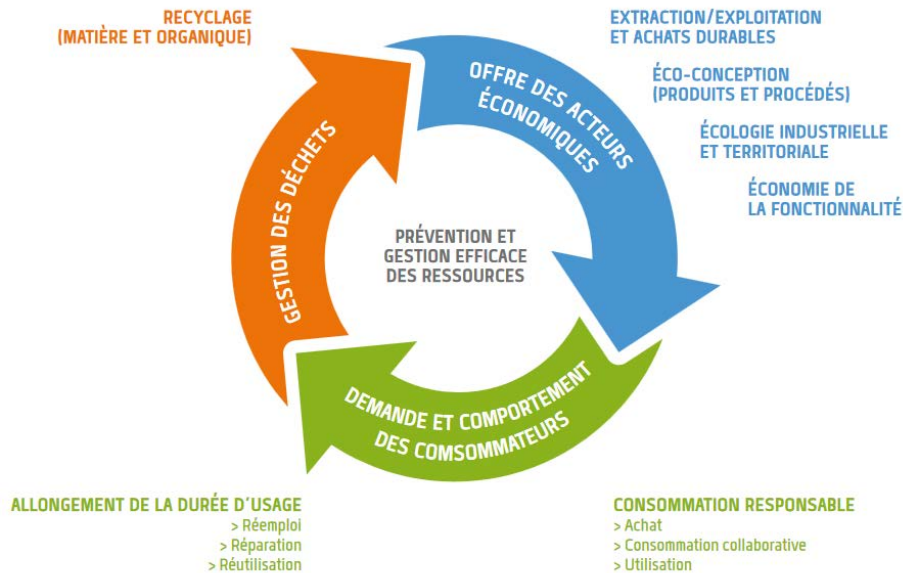 RECYCLAGE
(MATIÈRE ET ORGANIQUE)
EXTRACTION/EXPLOITATION
ET ACHATS DURABLES
ÉCO-CONCEPTION
(PRODUITS ET PROCÉDÉS)
ÉCOLOGIE INDUSTRIELLE
ET TERRITORIALE
ÉCONOMIE DE
LA FONCTIONNALITÉ
OFFRE DES ACTEURS
ÉCONOMIQUES
GESTION DES DÉCHETS
PRÉVENTION ET
GESTION EFFICACE
DES RESSOURCES
DEMANDE ET COMPORTEMENT
DES COMSOMMATEURS
ALLONGEMENT DE LA DURÉE D'USAGE
> Réemploi
> Réparation
> Réutilisation
CONSOMMATION RESPONSABLE
> Achat
> Consommation collaborative
> Utilisation